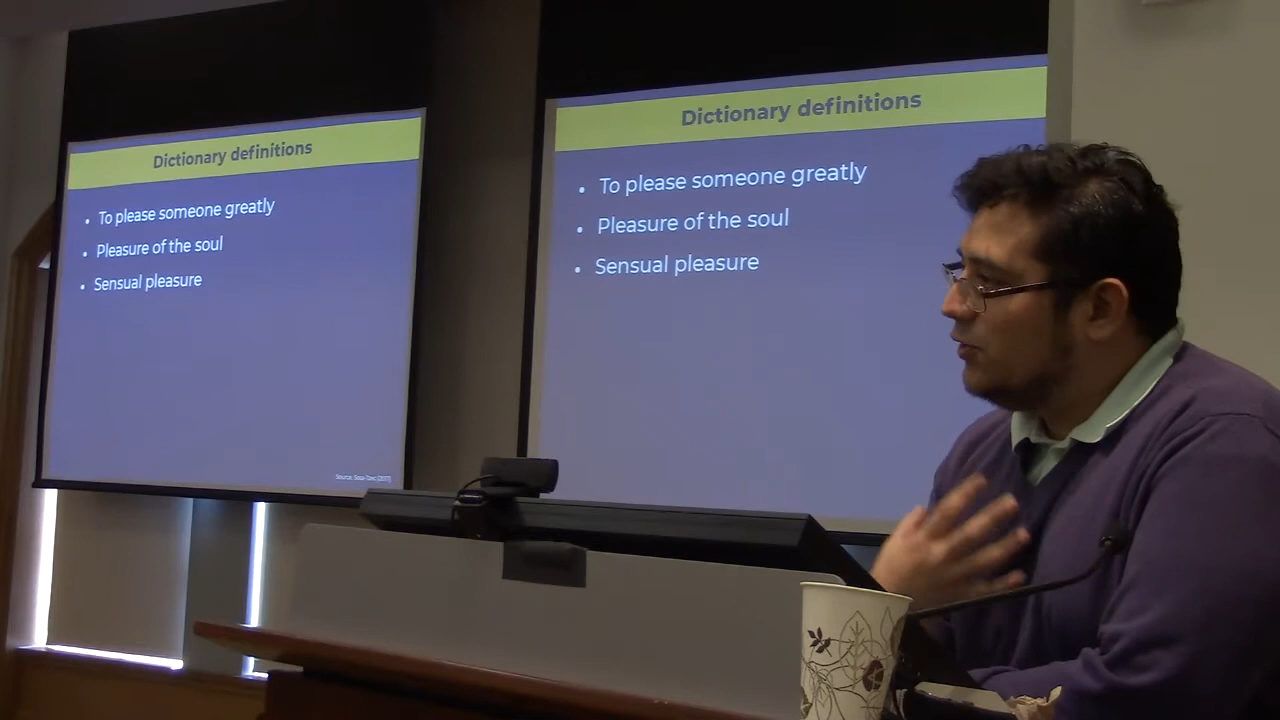 Dictionary definitions
• To please someone greatly
• Pleasure of the soul
• Sensual pleasure
Dictionary definitions
• To please someone greatly
• Pleasure of the soul
• Sensual pleasure